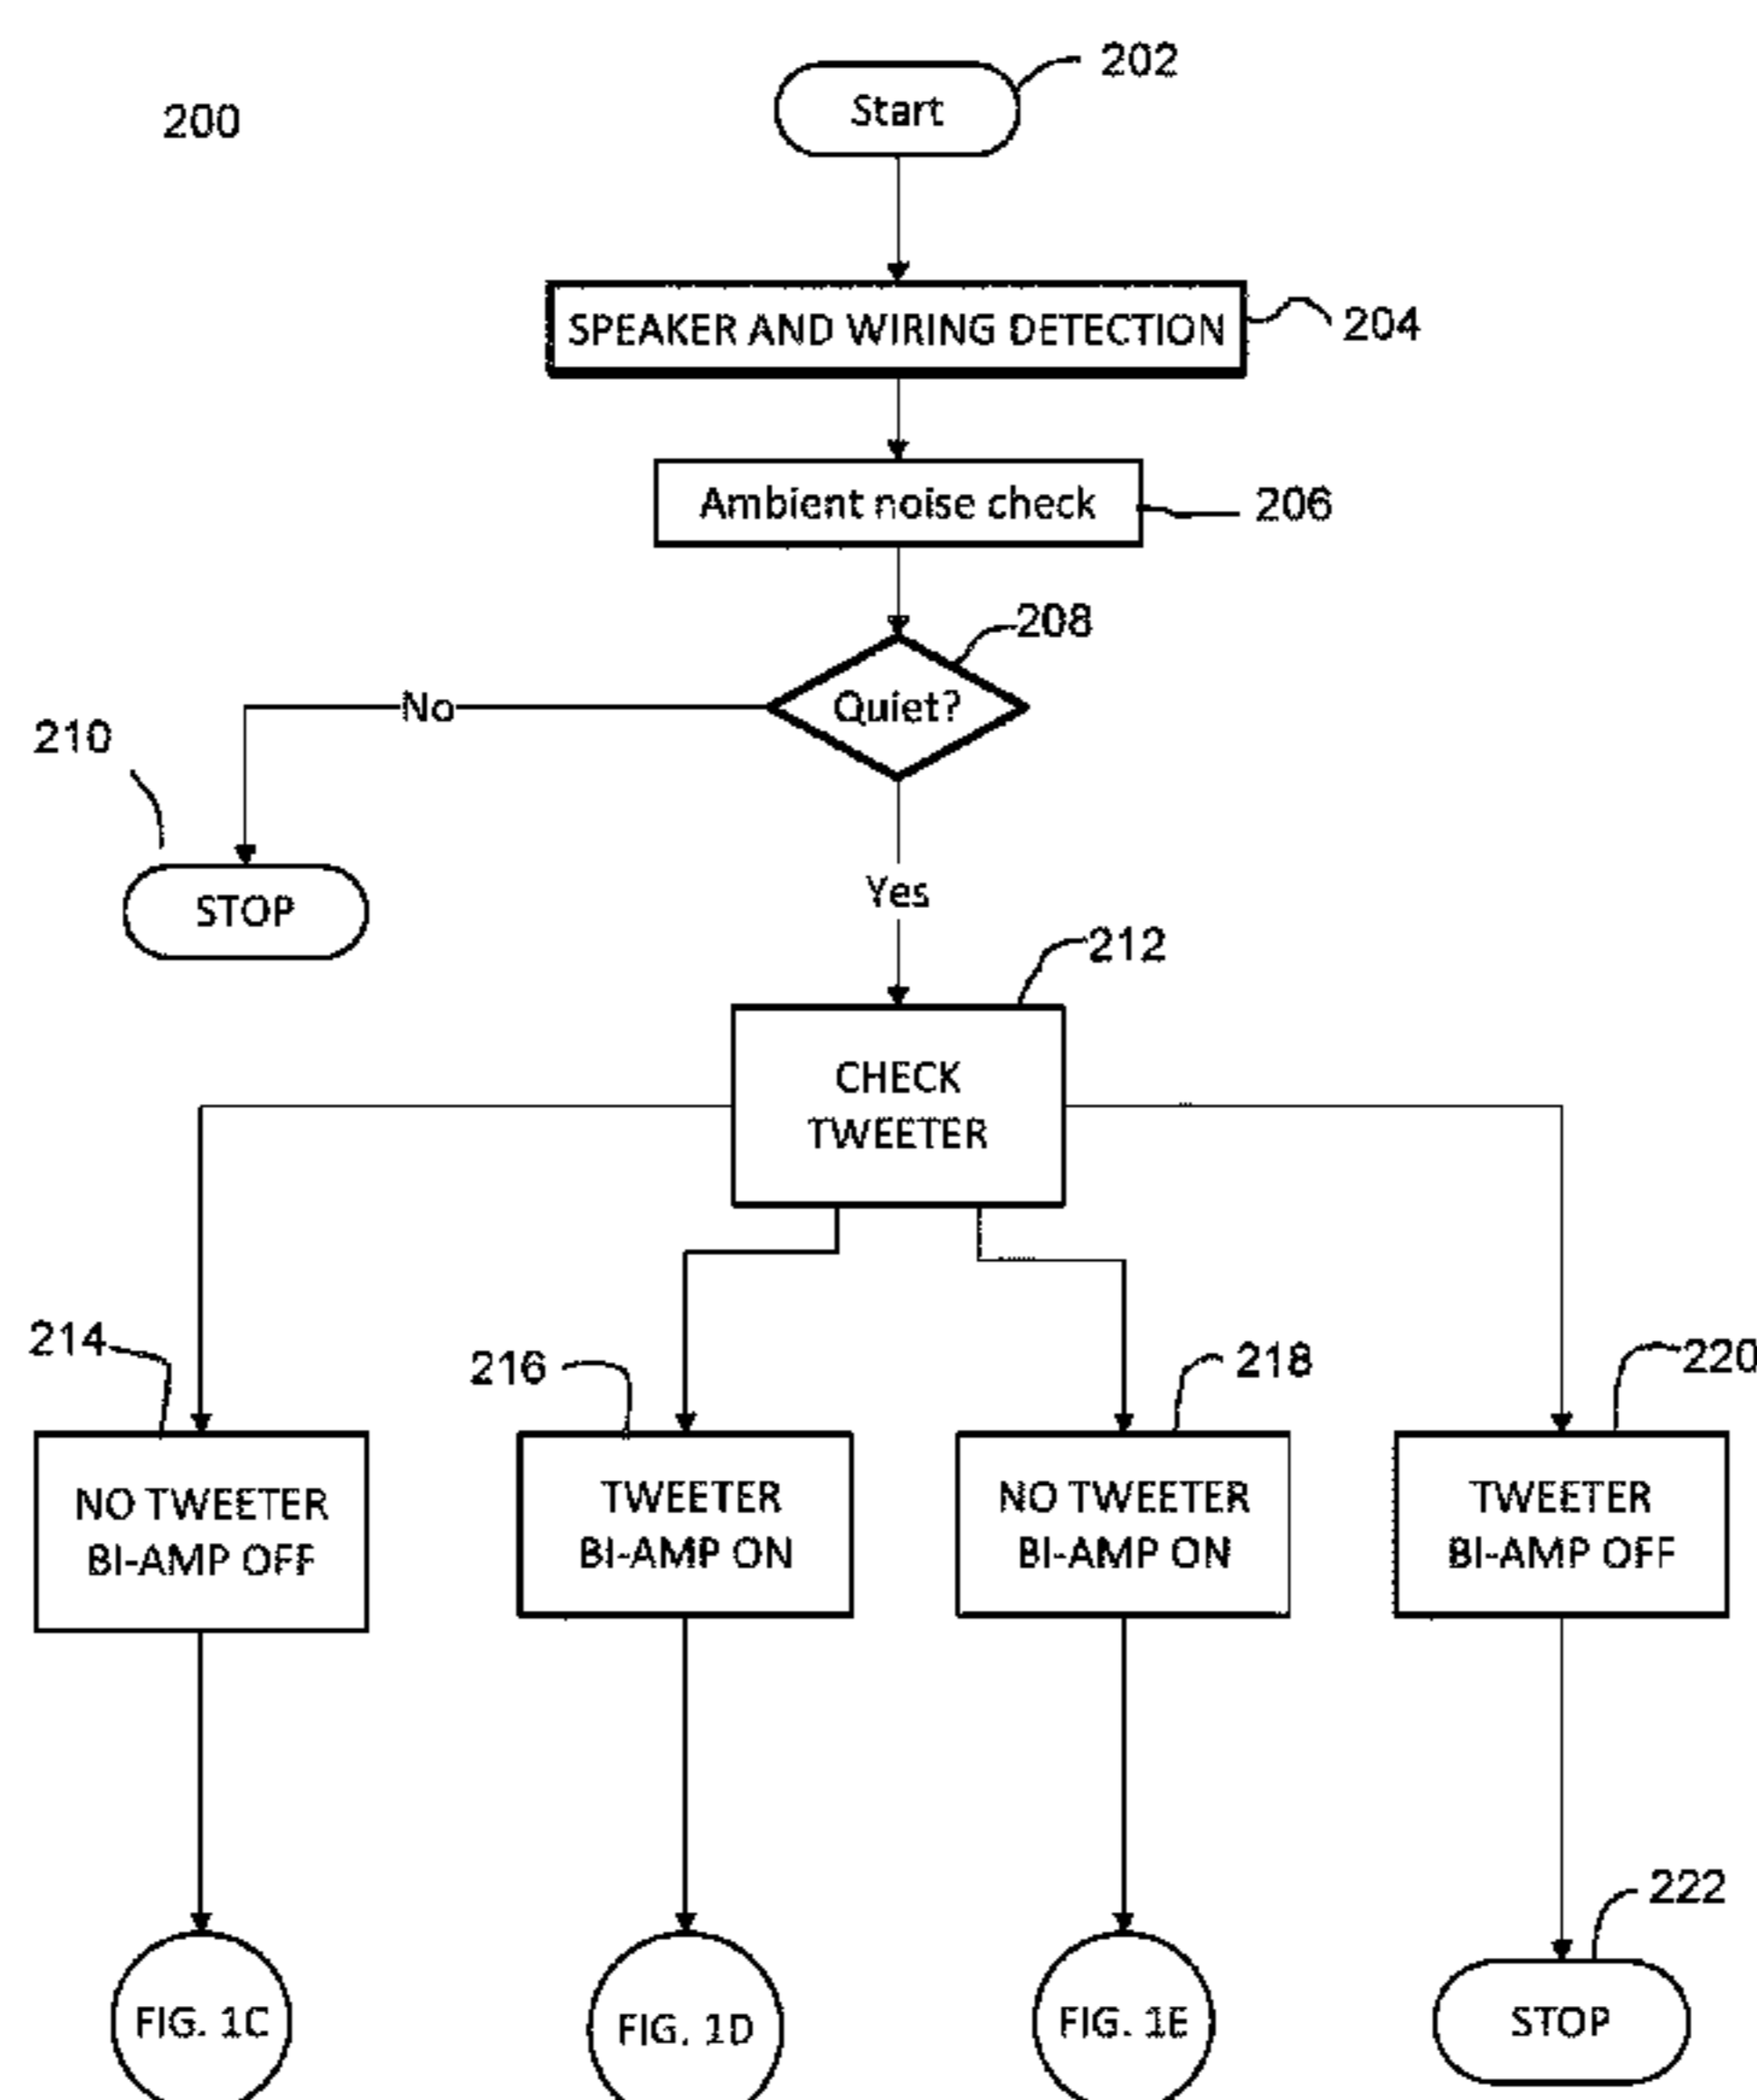 202
Start
200
SPEAKER AND WIRING DETECTION
204
Ambient noise check
206
208
Quiet?
No
210
STOP
Yes
212
CHECK
TWEETER
214
216
218
220
NO TWEETER
BI-AMP OFF
TWEETER
BI-AMP ON
NO TWEETER
BI-AMP ON
TWEETER
BI-AMP OFF
222
FIG. 1C
FIG. 1D
FIG. 1E
STOP